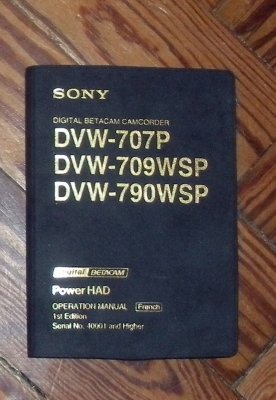 SONY
DIGITAL BETACAM CAMCORDER
DVW-707P
DVW-709WSP
DVW-790WSP
Digital BETACAM
Power HAD
OPERATION MANUAL French
1st Edition
Serial No. 40001 and Higher